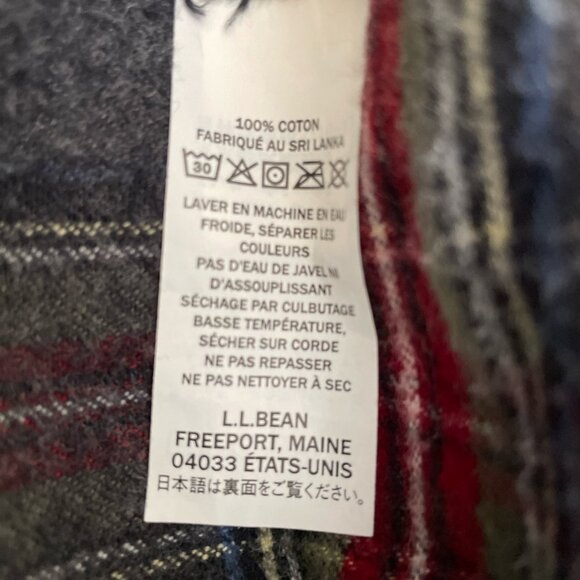 100% COTON
FABRIQUÉ AU SRI LANKA
30
LAVER EN MACHINE EN EAU
FROIDE, SÉPARER LES
COULEURS
PAS D'EAU DE JAVEL NI
D'ASSOUPLISSANT
SÉCHAGE PAR CULBUTAGE
BASSE TEMPÉRATURE,
SÉCHER SUR CORDE
NE PAS REPASSER
NE PAS NETTOYER À SEC
L.L.BEAN
FREEPORT, MAINE
04033 ÉTATS-UNIS
日本語は裏面をご覧ください。